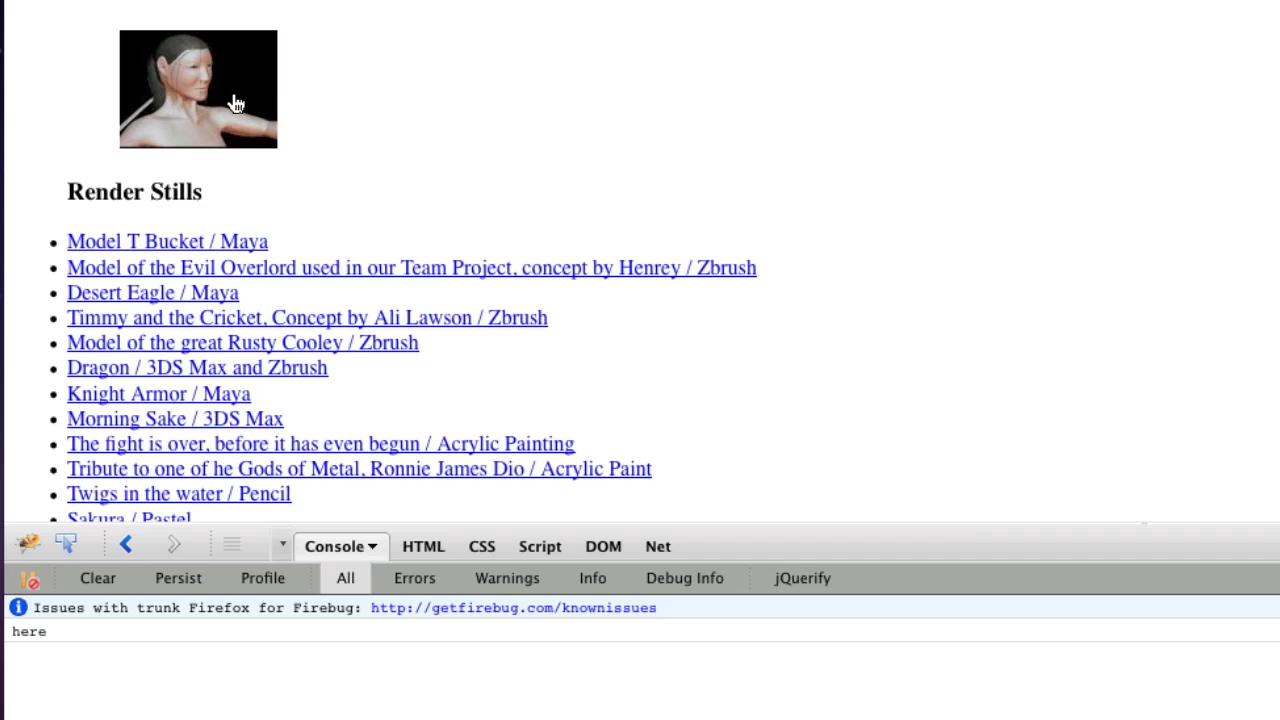 Render Stills
Model T Bucket / Maya
Model of the Evil Overlord used in our Team Project, concept by Henrey / Zbrush
Desert Eagle / Maya
Timmy and the Cricket, Concept by Ali Lawson / Zbrush
Model of the great Rusty Cooley / Zbrush
Dragon / 3DS Max and Zbrush
Knight Armor / Maya
Morning Sake / 3DS Max
The fight is over, before it has even begun / Acrylic Painting
Tribute to one of he Gods of Metal, Ronnie James Dio / Acrylic Paint
Twigs in the water / Pencil
Sakura / Pastel
Console HTML CSS Script DOM Net
Clear Persist Profile All Errors Warnings Info Debug Info jQuerify
Issues with trunk Firefox for Firebug: http://getfirebug.com/knownissues
here